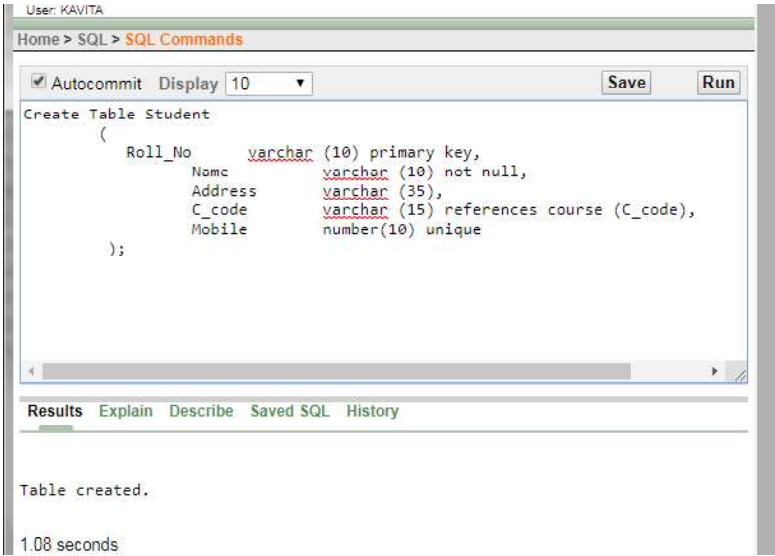 User: KAVITA
Home > SQL > SQL Commands
Autocommit Display 10 Save Run
Create Table Student
(
Roll_No varchar (10) primary key,
Name varchar (10) not null,
Address varchar (35),
C_code varchar (15) references course (C_code),
Mobile number(10) unique
);
Results Explain Describe Saved SQL History
Table created.
1.08 seconds